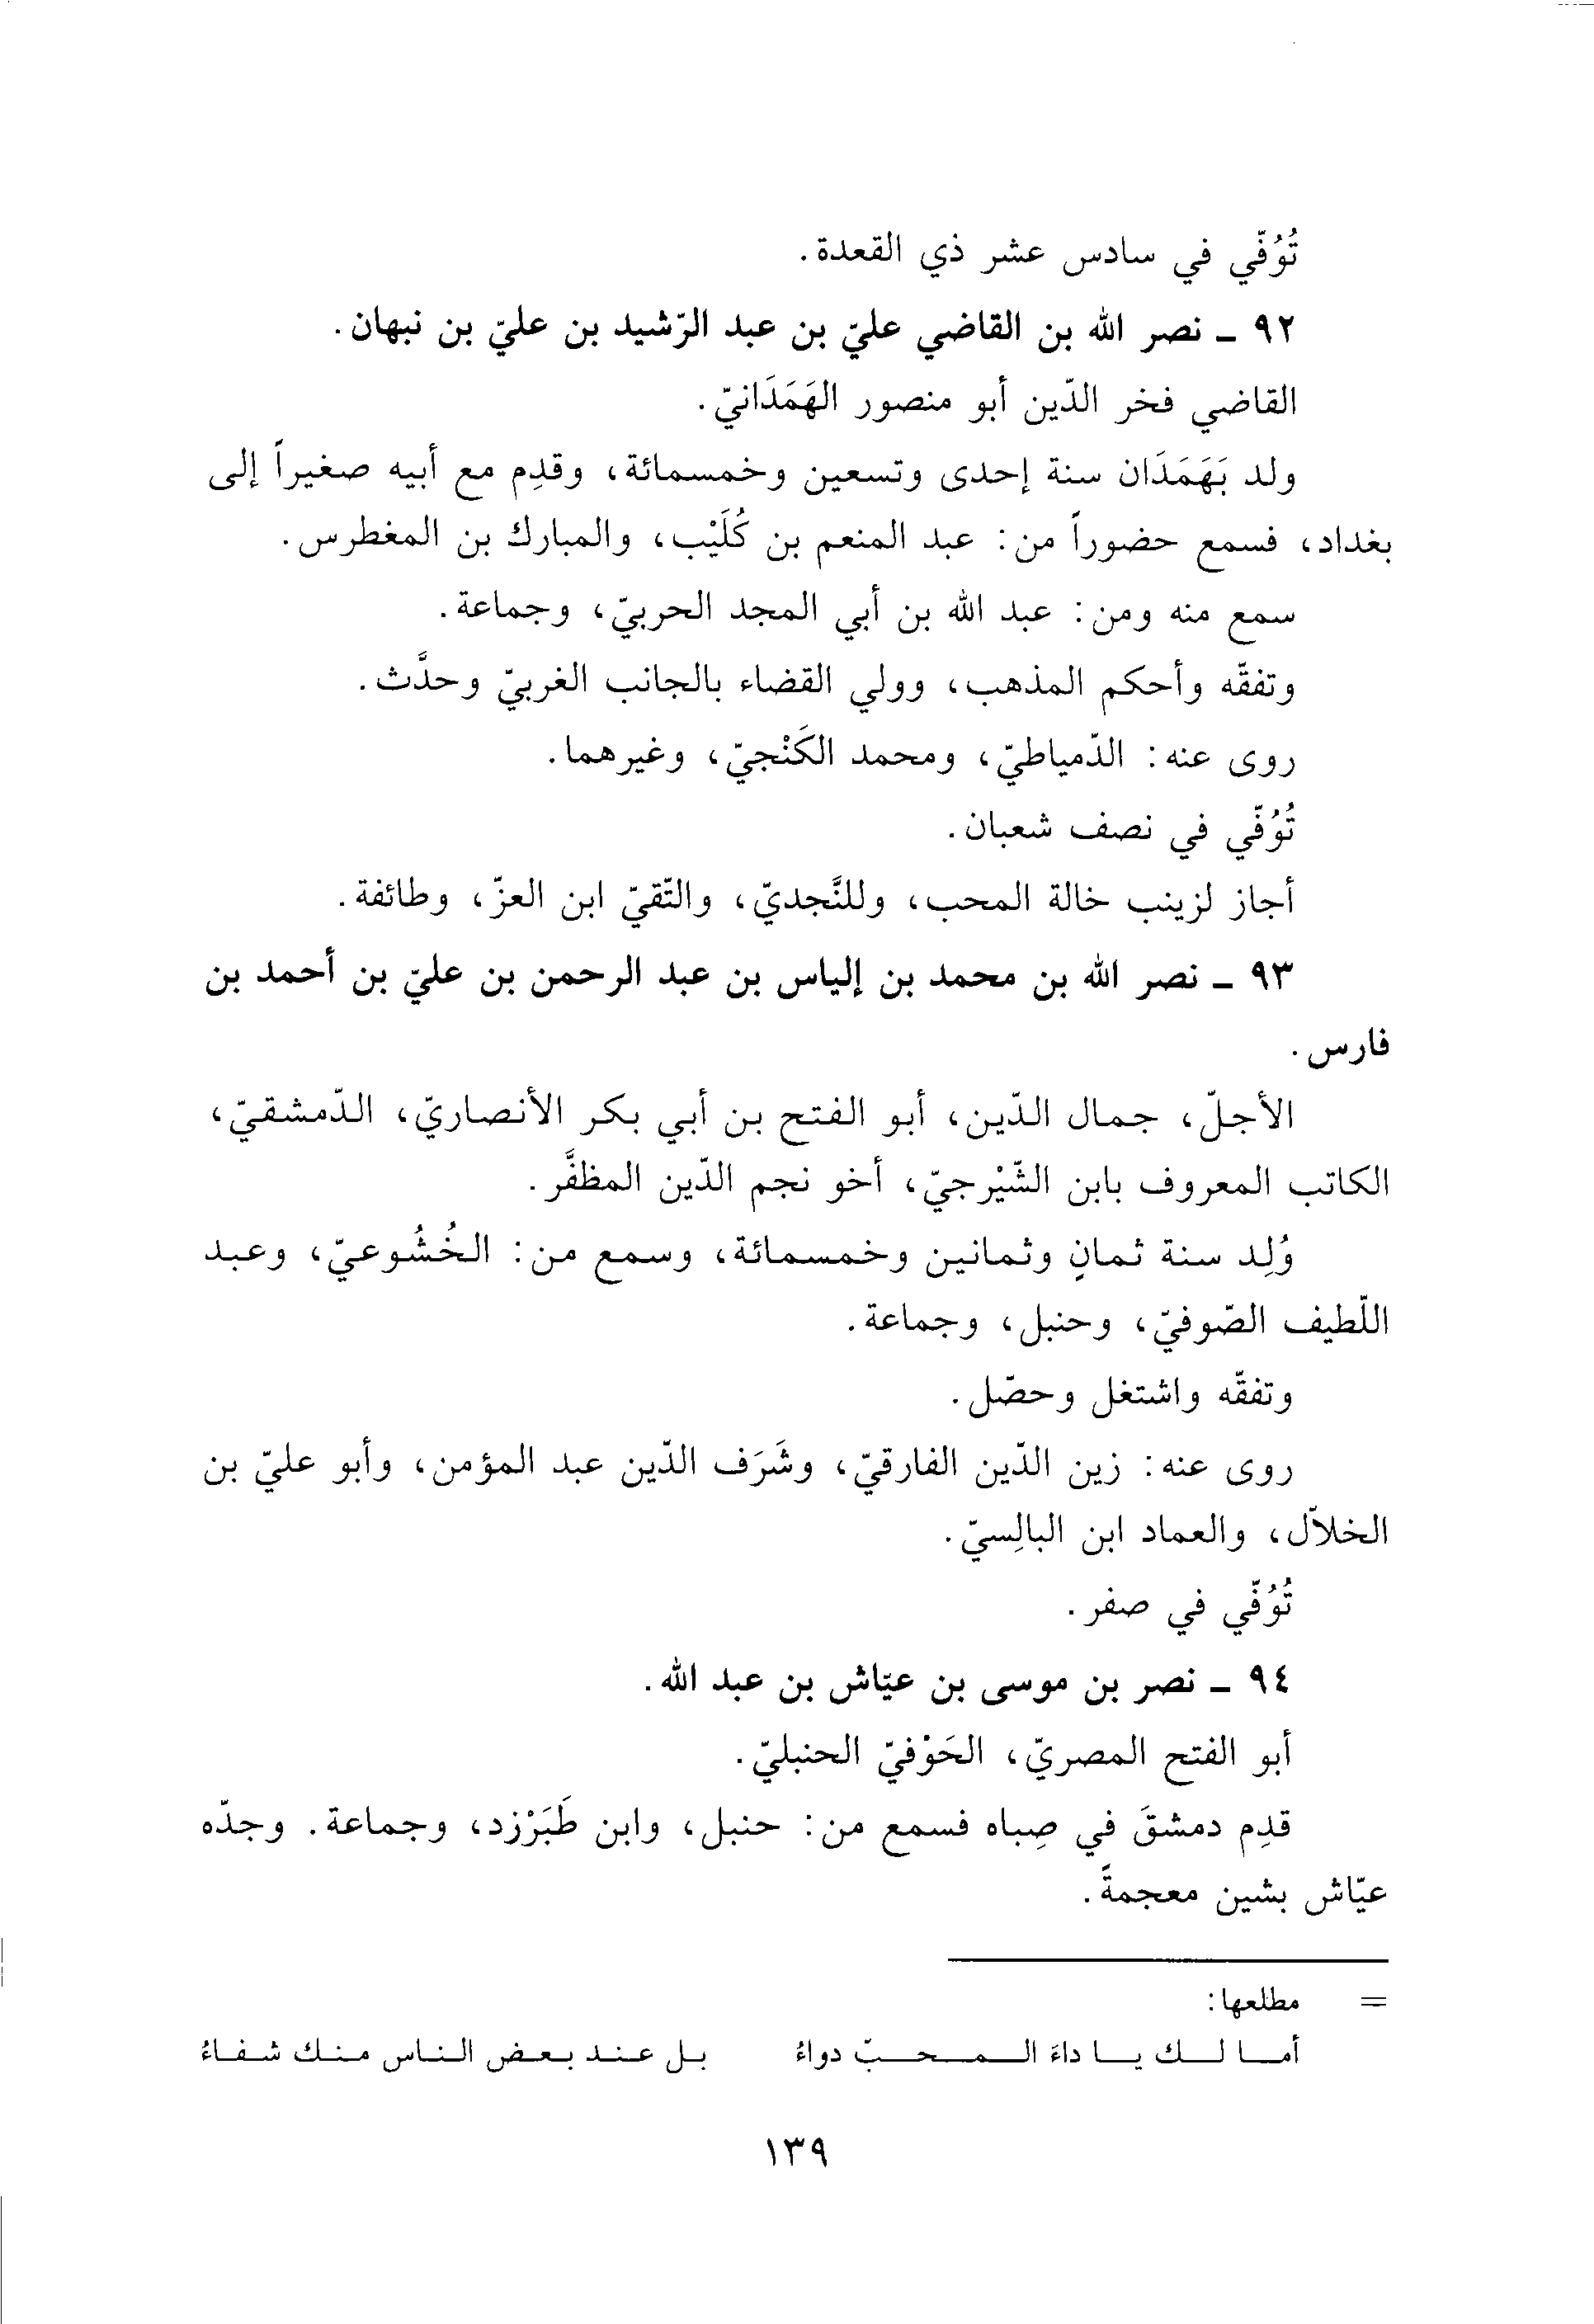 تُوُفّي في سادس عشر ذي القعدة.
٩٢ ـ نصر الله بن القاضي عليّ بن عبد الرّشيد بن عليّ بن نبهان.
القاضي فخر الدّين أبو منصور الهَمَدَانيّ.
ولد بَهَمَدَان سنة إحدى وتسعين وخمسمائة، وقدِم مع أبيه صغيراً إلى
بغداد، فسمع حضوراً من: عبد المنعم بن كُلَيْب، والمبارك بن المغطرس.
سمع منه ومن: عبد الله بن أبي المجد الحربيّ، وجماعة.
وتفقّه وأحكم المذهب، وولي القضاء بالجانب الغربيّ وحدَّث.
روى عنه: الدّمياطيّ، ومحمد الكَنْجيّ، وغيرهما.
تُوُفّي في نصف شعبان.
أجاز لزينب خالة المحب، وللنَّجديّ، والتّقيّ ابن العزّ، وطائفة.
٩٣ ـ نصر الله بن محمد بن إلياس بن عبد الرحمن بن عليّ بن أحمد بن
فارس.
الأجلّ، جمال الدّين، أبو الفتح بن أبي بكر الأنصاريّ، الدّمشقيّ،
الكاتب المعروف بابن الشّيْرجيّ، أخو نجم الدّين المظفَّر.
وُلِد سنة ثمانٍ وثمانين وخمسمائة، وسمع من: الخُشُوعيّ، وعبد
اللّطيف الصّوفيّ، وحنبل، وجماعة.
وتفقّه واشتغل وحصّل.
روى عنه: زين الدّين الفارقيّ، وشَرَف الدّين عبد المؤمن، وأبو عليّ بن
الخلاّل، والعماد ابن البالِسيّ.
تُوُفّي في صفر.
٩٤ ـ نصر بن موسى بن عيّاش بن عبد الله.
أبو الفتح المصريّ، الحَوْفيّ الحنبليّ.
قدِم دمشقَ في صِباه فسمع من: حنبل، وابن طَبَرْزد، وجماعة. وجدّه
عيّاش بشين معجمةً.
= مطلعها:
أما لك يا داءَ المحبّ دواءُ بل عند بعض الناس منك شفاءُ
١٣٩